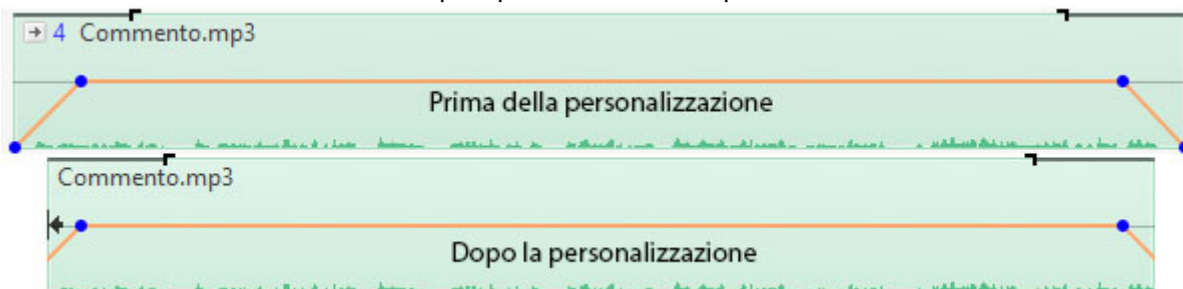 4 Commento.mp3
Prima della personalizzazione
Commento.mp3
Dopo la personalizzazione